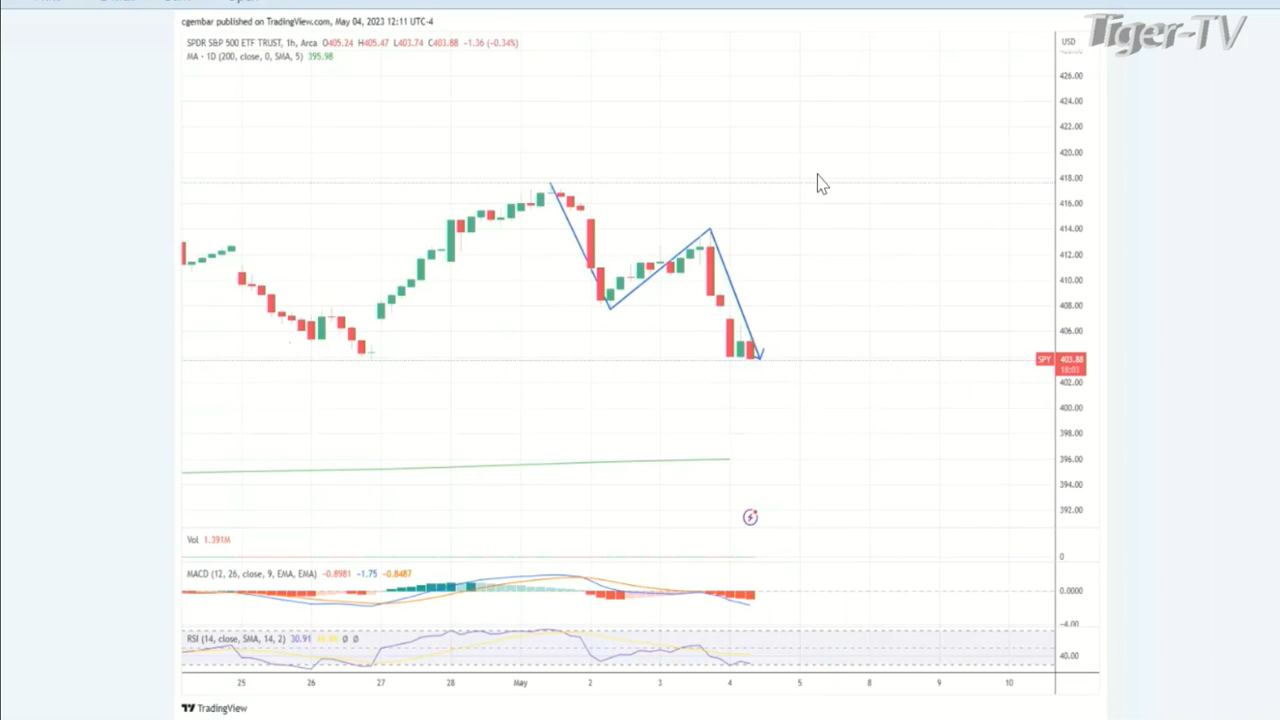 Tiger-TV
cgembar published on TradingView.com, May 04, 2023 12:11 UTC-4
SPDR S&P 500 ETF TRUST, 1h, Arca O405.24 H405.47 L403.74 C403.88 -1.36 (-0.34%)
MA · 1D (200, close, 0, SMA, 5) 395.98
USD
426.00
424.00
422.00
420.00
418.00
416.00
414.00
412.00
410.00
408.00
406.00
SPY 403.88
18:03
402.00
400.00
398.00
396.00
394.00
392.00
Vol 1.391M
0
MACD (12, 26, close, 9, EMA, EMA) -0.8981 -1.75 -0.8487
0.0000
-4.00
RSI (14, close, SMA, 14, 2) 30.91 Ø Ø
40.00
25 26 27 28 May 2 3 4 5 8 9 10
TradingView